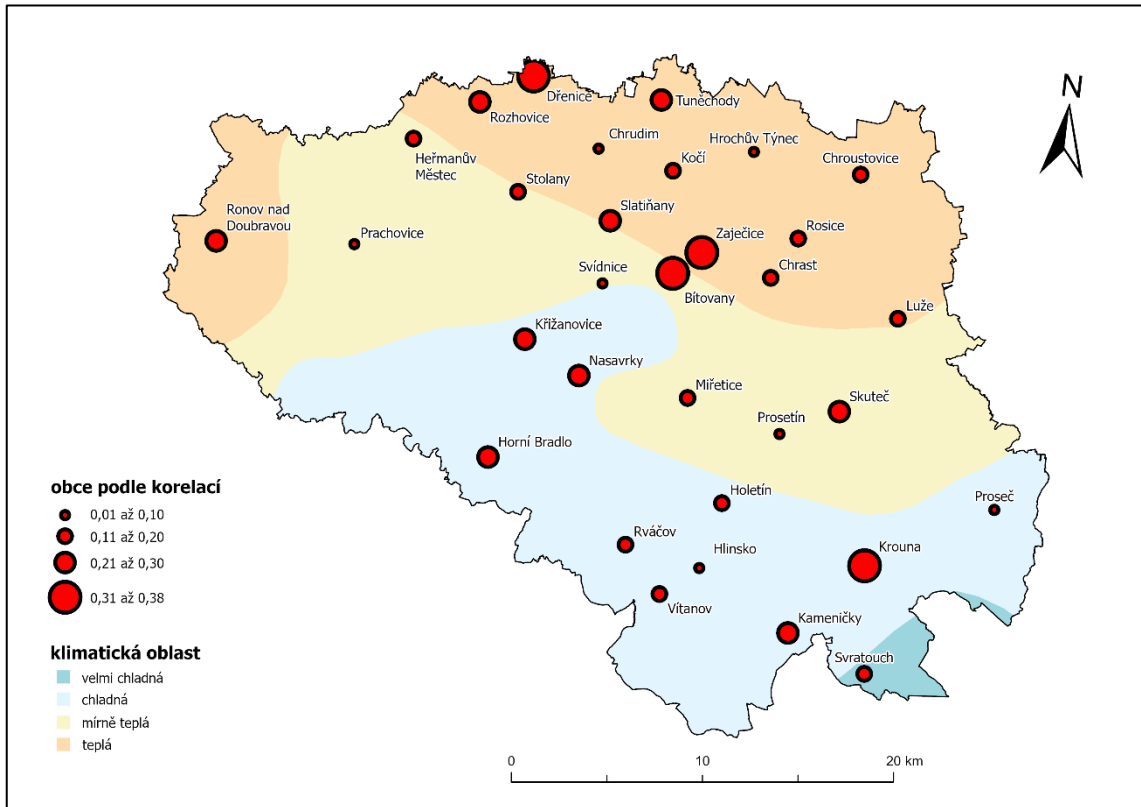 N
Dřenice
Rozhovice
Tuněchody
Chrudim
Hrochův Týnec
Heřmanův
Městec
Kočí
Chroustovice
Stolany
Ronov nad
Doubravou
Slatiňany
Prachovice
Zaječice
Rosice
Svídnice
Chrast
Bítovany
Luže
Křižanovice
Nasavrky
Miřetice
Skuteč
Prosetín
Horní Bradlo
Holetín
Proseč
Rváčov
Hlinsko
Krouna
Vítanov
Kameničky
Svratouch
obce podle korelací
0,01 až 0,10
0,11 až 0,20
0,21 až 0,30
0,31 až 0,38
klimatická oblast
velmi chladná
chladná
mírně teplá
teplá
0 10 20 km